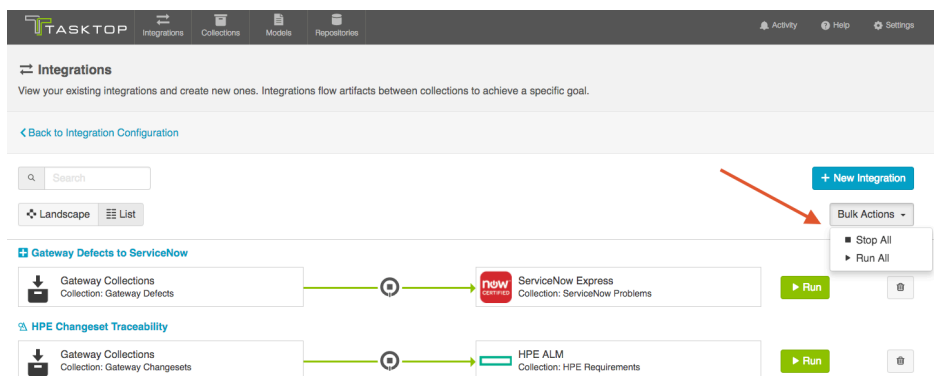 TASKTOP
Integrations
Collections
Models
Repositories
Activity
Help
Settings
Integrations
View your existing integrations and create new ones. Integrations flow artifacts between collections to achieve a specific goal.
Back to Integration Configuration
Search
+ New Integration
Landscape
List
Bulk Actions
Stop All
Run All
Gateway Defects to ServiceNow
Gateway Collections
Collection: Gateway Defects
now
CERTIFIED
ServiceNow Express
Collection: ServiceNow Problems
Run
HPE Changeset Traceability
Gateway Collections
Collection: Gateway Changesets
HPE ALM
Collection: HPE Requirements
Run